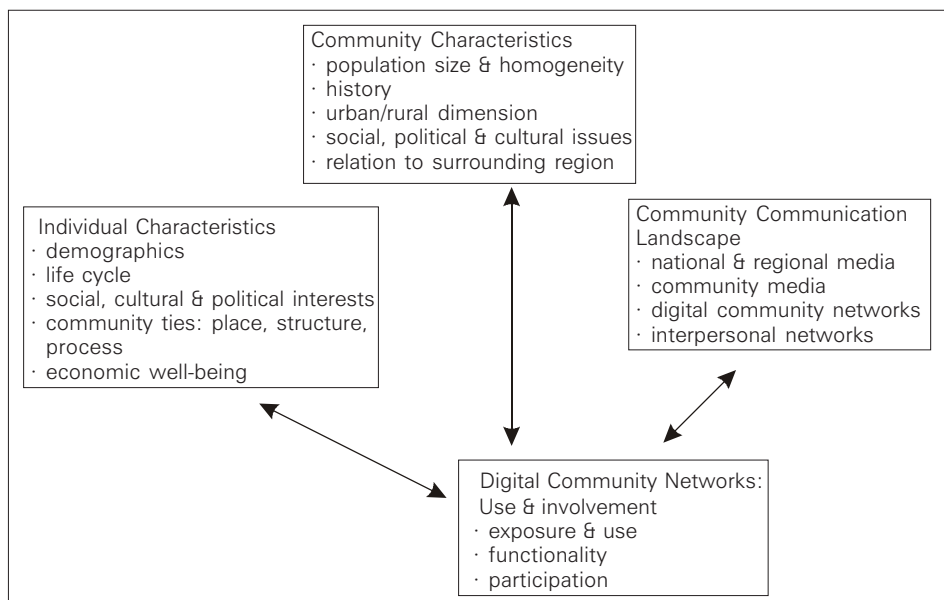 Community Characteristics
· population size & homogeneity
· history
· urban/rural dimension
· social, political & cultural issues
· relation to surrounding region
Individual Characteristics
· demographics
· life cycle
· social, cultural & political interests
· community ties: place, structure,
process
· economic well-being
Community Communication
Landscape
· national & regional media
· community media
· digital community networks
· interpersonal networks
Digital Community Networks:
Use & involvement
· exposure & use
· functionality
· participation